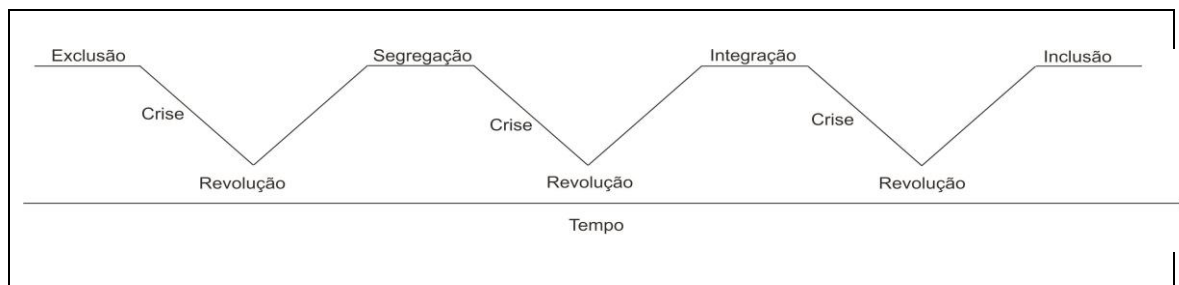 Exclusão
Segregação
Integração
Inclusão
Crise
Crise
Crise
Revolução
Revolução
Revolução
Tempo